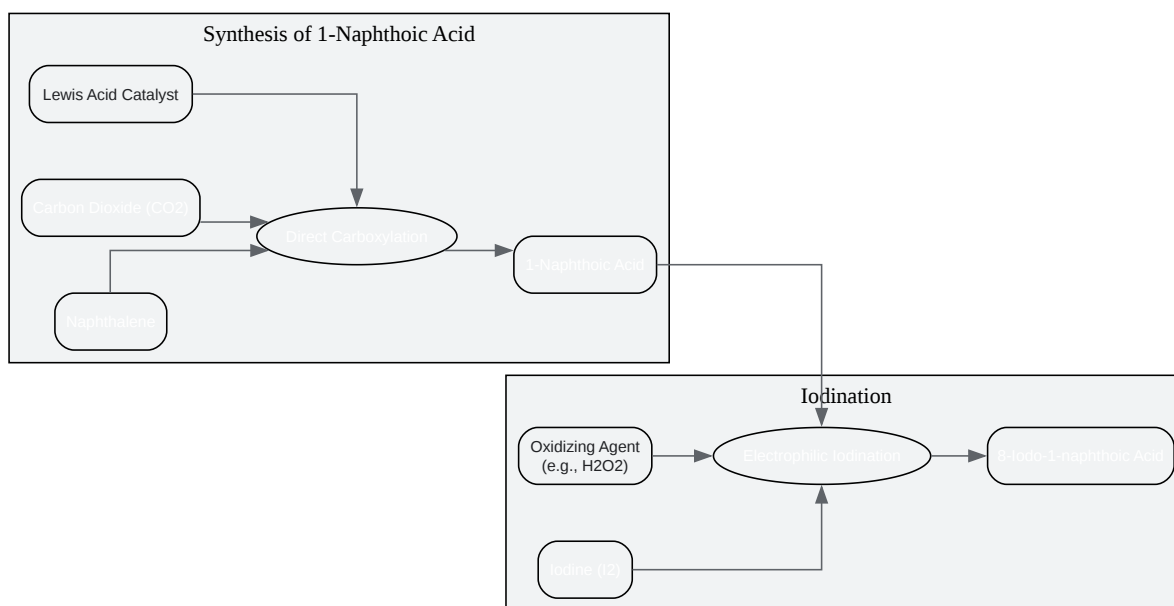 Synthesis of 1-Naphthoic Acid
Lewis Acid Catalyst
Carbon Dioxide (CO2)
Direct Carboxylation
1-Naphthoic Acid
Naphthalene
Iodination
Oxidizing Agent
(e.g., H2O2)
Electrophilic Iodination
8-Iodo-1-naphthoic Acid
Iodine (I2)